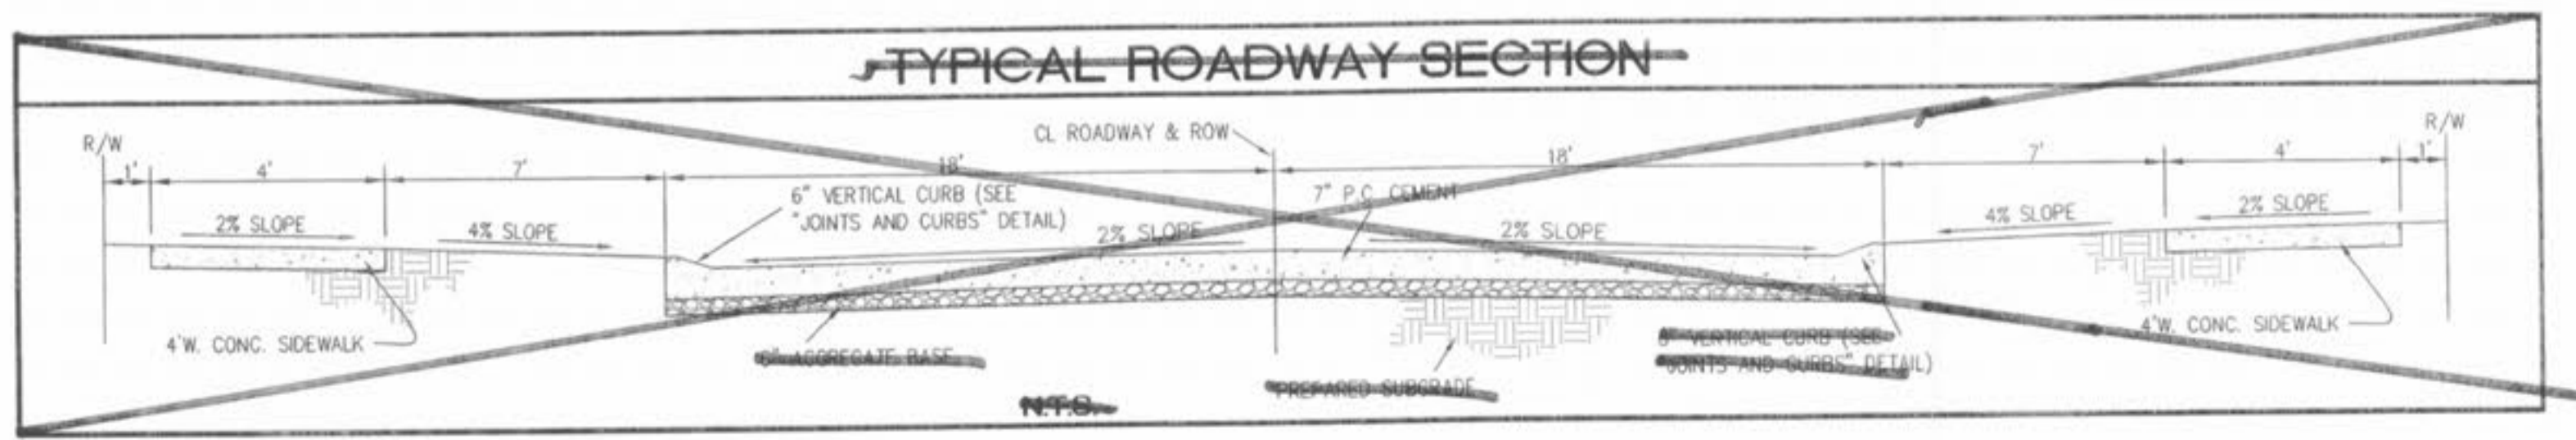 TYPICAL ROADWAY SECTION
CL ROADWAY & ROW
R/W
R/W
1'
4'
7'
18'
18'
7'
4'
1'
6" VERTICAL CURB (SEE
"JOINTS AND CURBS" DETAIL)
7" P.C. CEMENT
2% SLOPE
4% SLOPE
2% SLOPE
2% SLOPE
4% SLOPE
2% SLOPE
4'W. CONC. SIDEWALK
6" AGGREGATE BASE
PREPARED SUBGRADE
6" VERTICAL CURB (SEE
"JOINTS AND CURBS" DETAIL)
4'W. CONC. SIDEWALK
N.T.S.